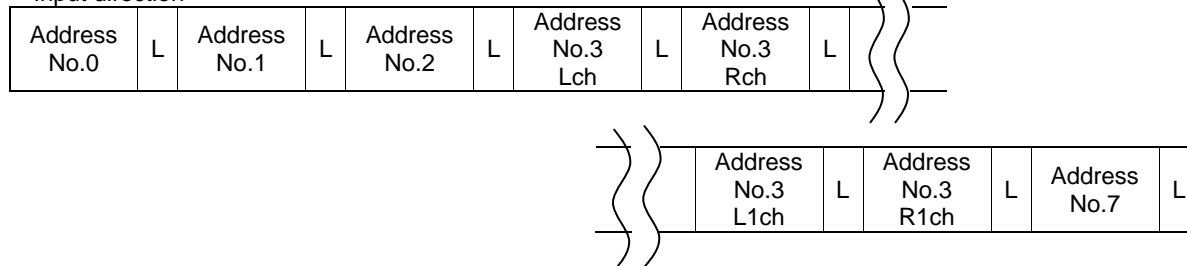 Input direction
Address
No.0
L
Address
No.1
L
Address
No.2
L
Address
No.3
Lch
L
Address
No.3
Rch
L
Address
No.3
L1ch
L
Address
No.3
R1ch
L
Address
No.7
L